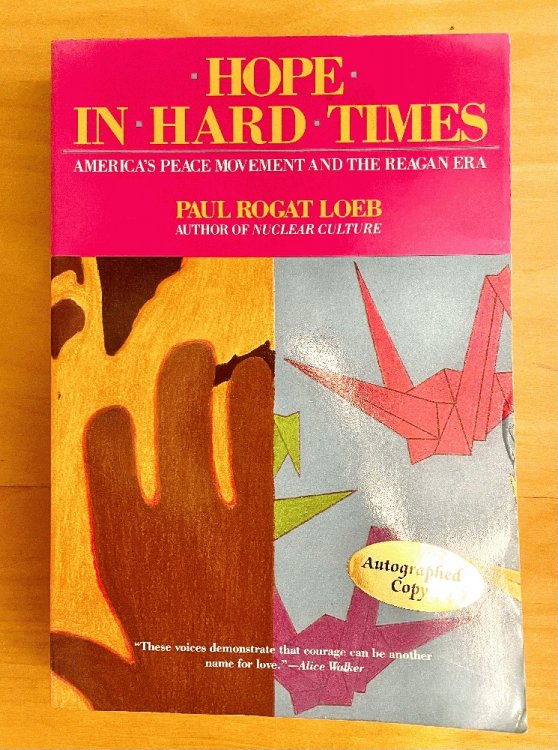 · HOPE ·
IN · HARD · TIMES
AMERICA'S PEACE MOVEMENT AND THE REAGAN ERA
PAUL ROGAT LOEB
AUTHOR OF NUCLEAR CULTURE
Autographed
Copy
"These voices demonstrate that courage can be another
name for love."—Alice Walker